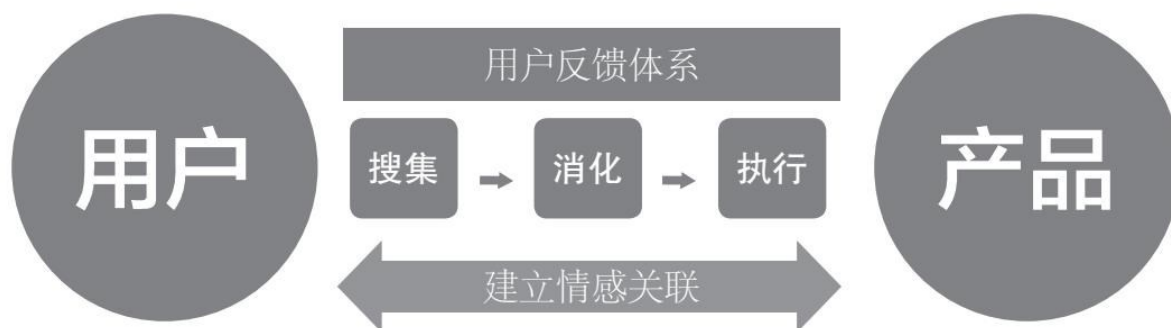 用户
用户反馈体系
搜集
消化
执行
建立情感关联
产品